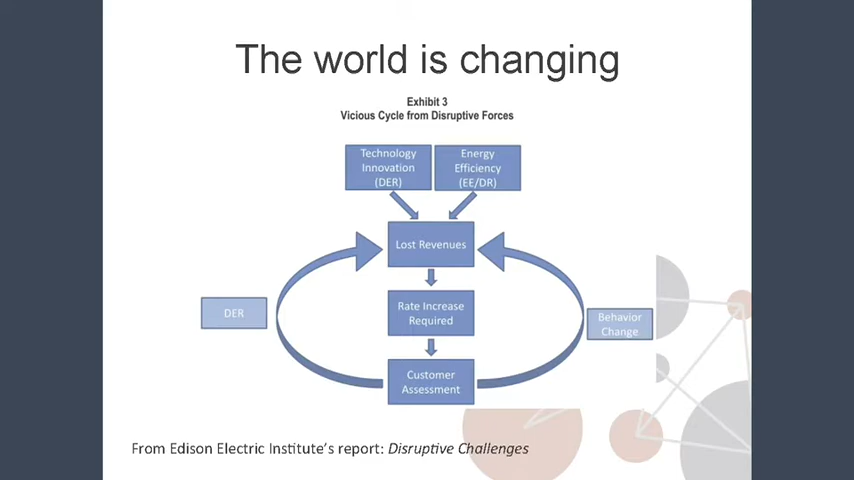 The world is changing
Exhibit 3
Vicious Cycle from Disruptive Forces
Technology
Innovation
(DER)
Energy
Efficiency
(EE/DR)
Lost Revenues
DER
Rate Increase
Required
Behavior
Change
Customer
Assessment
From Edison Electric Institute's report: Disruptive Challenges